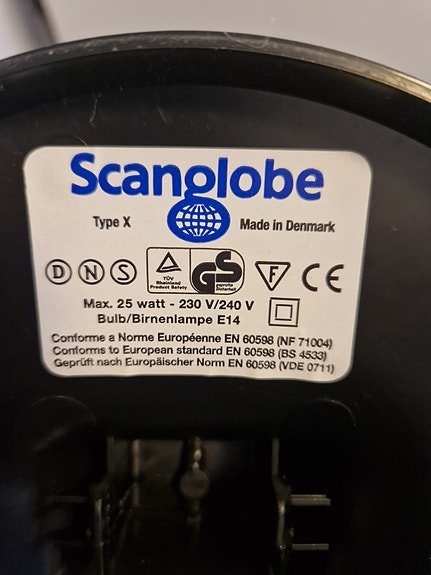 Scanglobe
Type X Made in Denmark
D N S TÜV Rheinland Product Safety GS geprüfte Sicherheit F CE
Max. 25 watt - 230 V/240 V
Bulb/Birnenlampe E14
Conforme a Norme Européenne EN 60598 (NF 71004)
Conforms to European standard EN 60598 (BS 4533)
Geprüft nach Europäischer Norm EN 60598 (VDE 0711)